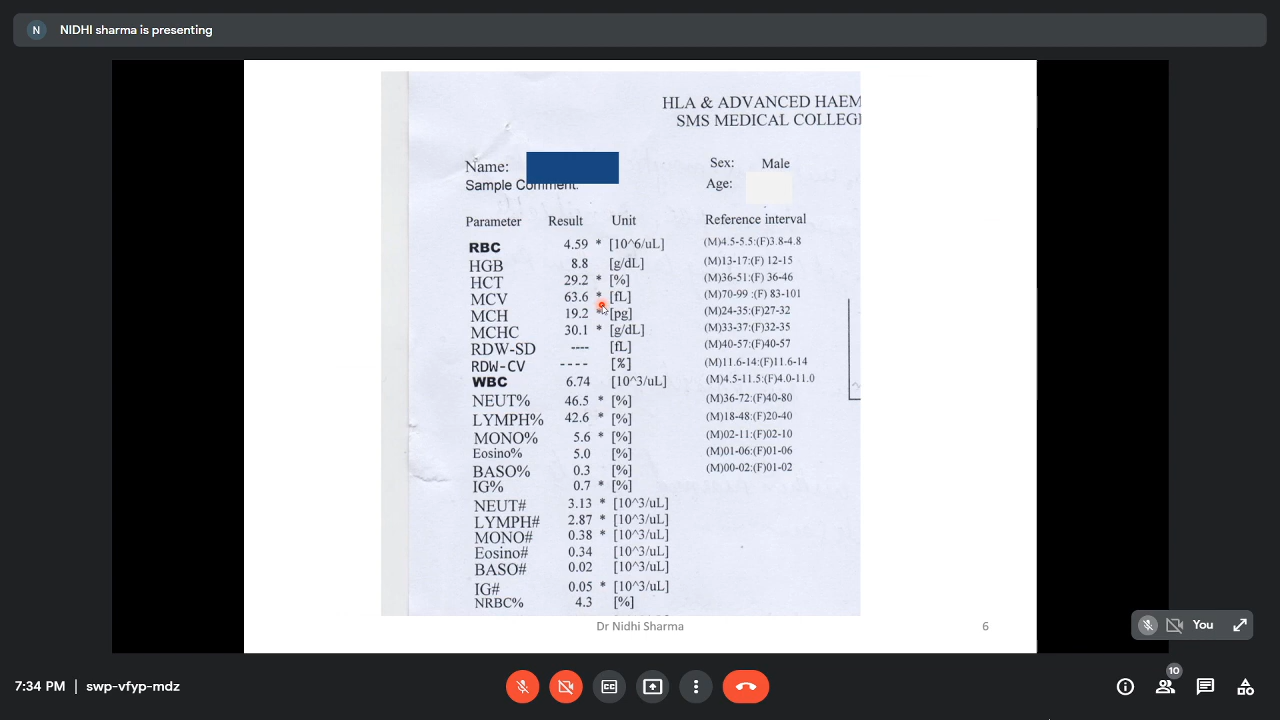 N NIDHI sharma is presenting
HLA & ADVANCED HAEM
SMS MEDICAL COLLEG
Name: Sex: Male
Sample Comment: Age:
Parameter Result Unit Reference interval
RBC 4.59 * [10^6/uL] (M)4.5-5.5:(F)3.8-4.8
HGB 8.8 [g/dL] (M)13-17:(F) 12-15
HCT 29.2 * [%] (M)36-51:(F) 36-46
MCV 63.6 * [fL] (M)70-99 :(F) 83-101
MCH 19.2 * [pg] (M)24-35:(F)27-32
MCHC 30.1 * [g/dL] (M)33-37:(F)32-35
RDW-SD ---- [fL] (M)40-57:(F)40-57
RDW-CV ---- [%] (M)11.6-14:(F)11.6-14
WBC 6.74 [10^3/uL] (M)4.5-11.5:(F)4.0-11.0
NEUT% 46.5 * [%] (M)36-72:(F)40-80
LYMPH% 42.6 * [%] (M)18-48:(F)20-40
MONO% 5.6 * [%] (M)02-11:(F)02-10
Eosino% 5.0 [%] (M)01-06:(F)01-06
BASO% 0.3 [%] (M)00-02:(F)01-02
IG% 0.7 * [%]
NEUT# 3.13 * [10^3/uL]
LYMPH# 2.87 * [10^3/uL]
MONO# 0.38 * [10^3/uL]
Eosino# 0.34 [10^3/uL]
BASO# 0.02 [10^3/uL]
IG# 0.05 * [10^3/uL]
NRBC% 4.3 [%]
Dr Nidhi Sharma 6
You
7:34 PM | swp-vfyp-mdz
CC
10